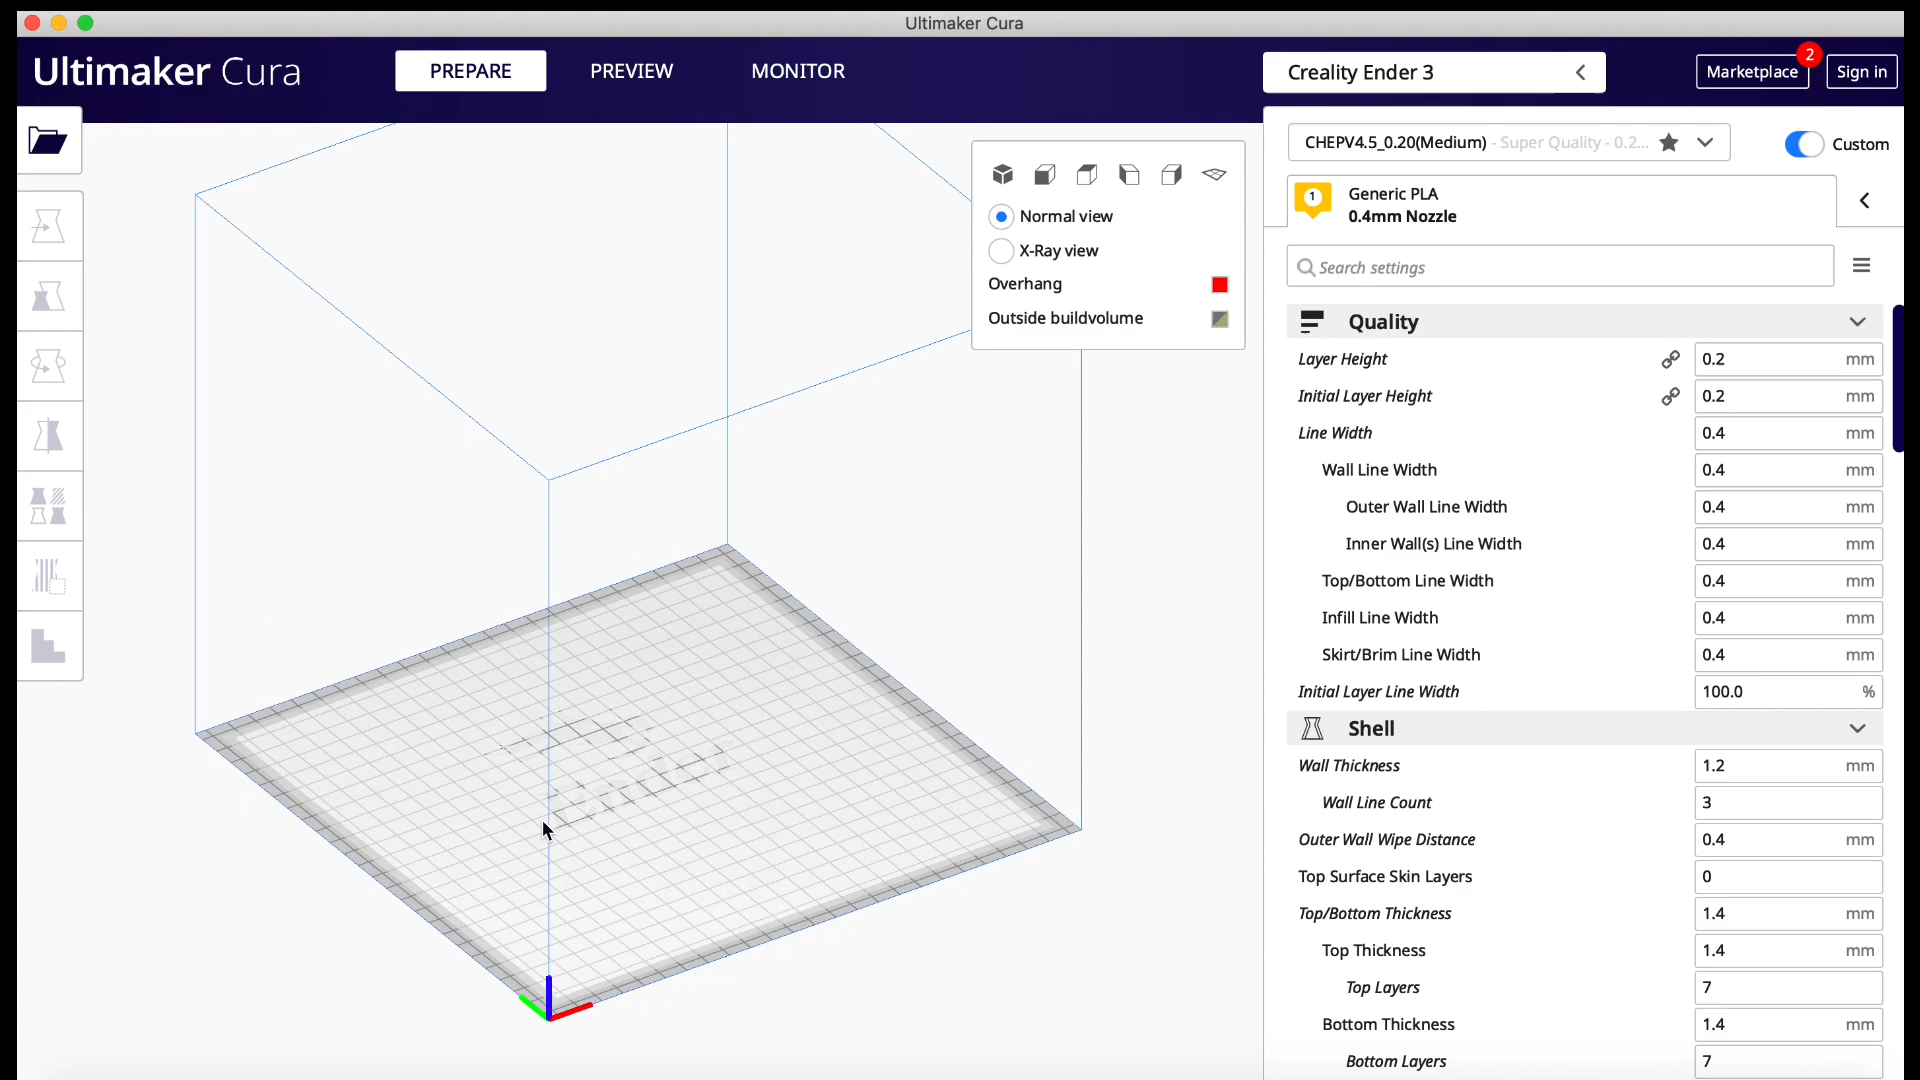 Ultimaker Cura
Ultimaker Cura
PREPARE
PREVIEW
MONITOR
Creality Ender 3
Marketplace
2
Sign in
CHEPV4.5_0.20(Medium) - Super Quality - 0.2...
Custom
1
Generic PLA
0.4mm Nozzle
Search settings
Normal view
X-Ray view
Overhang
Outside buildvolume
Quality
Layer Height 0.2 mm
Initial Layer Height 0.2 mm
Line Width 0.4 mm
Wall Line Width 0.4 mm
Outer Wall Line Width 0.4 mm
Inner Wall(s) Line Width 0.4 mm
Top/Bottom Line Width 0.4 mm
Infill Line Width 0.4 mm
Skirt/Brim Line Width 0.4 mm
Initial Layer Line Width 100.0 %
Shell
Wall Thickness 1.2 mm
Wall Line Count 3
Outer Wall Wipe Distance 0.4 mm
Top Surface Skin Layers 0
Top/Bottom Thickness 1.4 mm
Top Thickness 1.4 mm
Top Layers 7
Bottom Thickness 1.4 mm
Bottom Layers 7